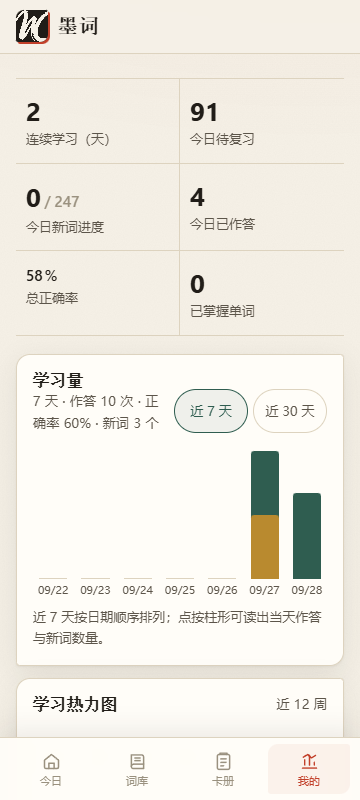 墨词
2
连续学习（天）
91
今日待复习
0 / 247
今日新词进度
4
今日已作答
58%
总正确率
0
已掌握单词
学习量
7 天 · 作答 10 次 · 正
确率 60% · 新词 3 个
近 7 天
近 30 天
09/22 09/23 09/24 09/25 09/26 09/27 09/28
近 7 天按日期顺序排列；点按柱形可读出当天作答
与新词数量。
学习热力图
近 12 周
今日
词库
卡册
我的